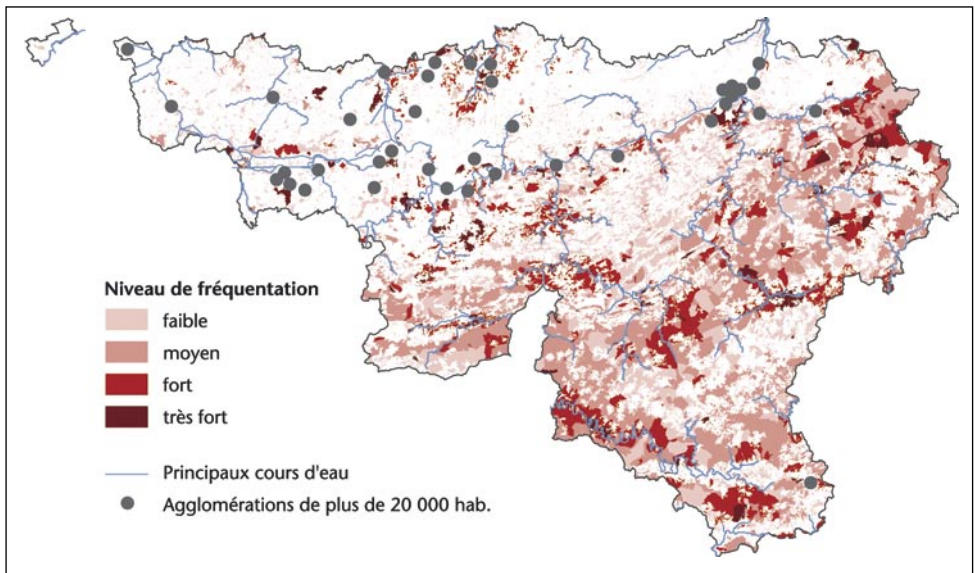 Niveau de fréquentation
faible
moyen
fort
très fort
Principaux cours d'eau
Agglomérations de plus de 20 000 hab.